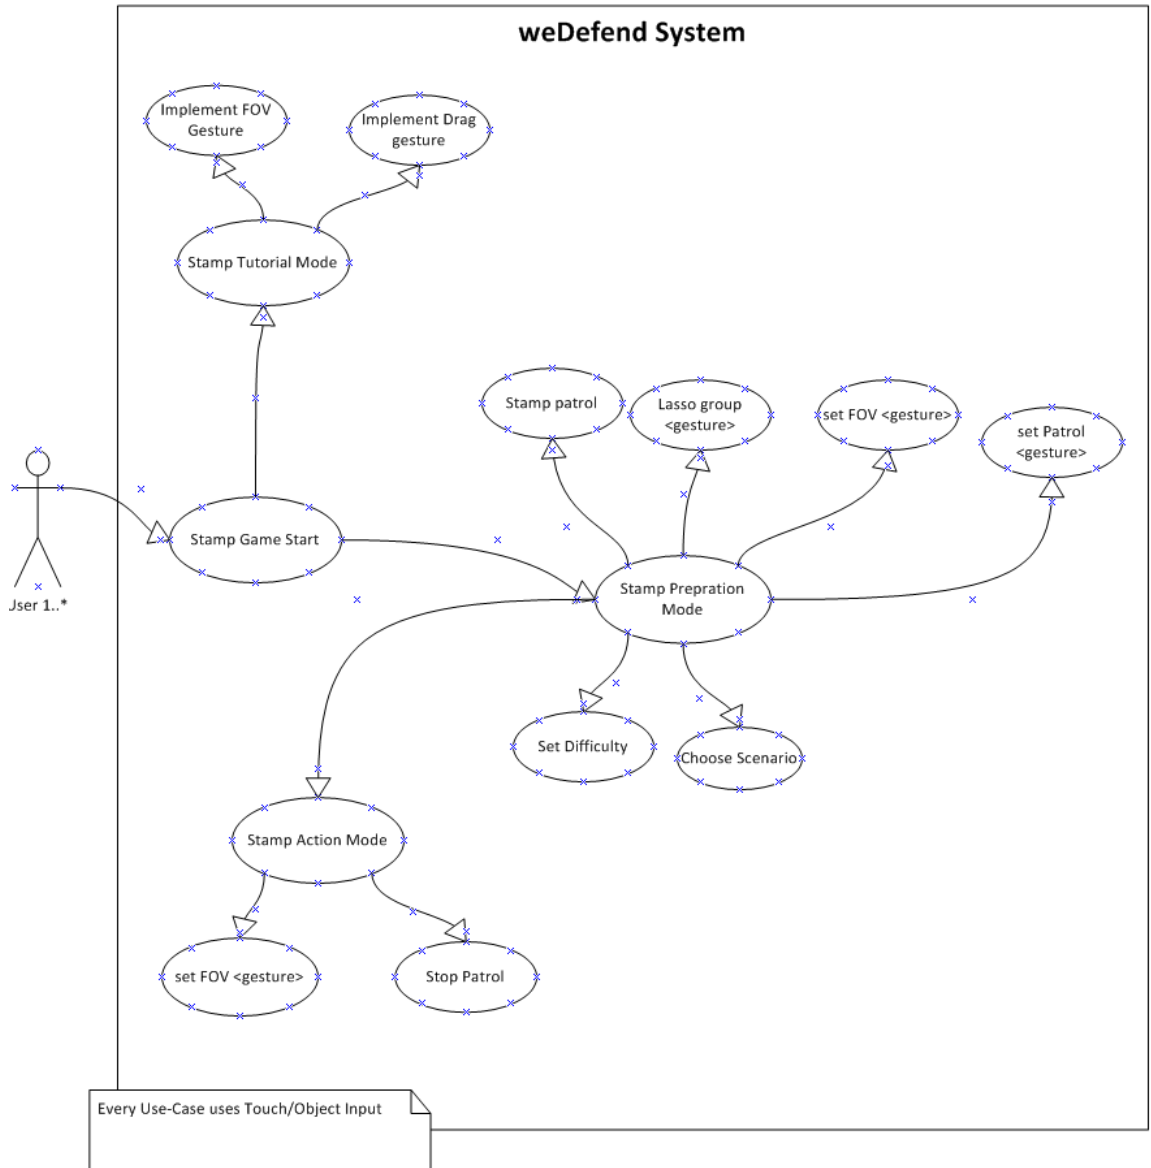 weDefend System
Implement FOV
Gesture
Implement Drag
gesture
Stamp Tutorial Mode
Stamp patrol
Lasso group
<gesture>
set FOV <gesture>
set Patrol
<gesture>
Stamp Game Start
User 1..*
Stamp Prepration
Mode
Set Difficulty
Choose Scenario
Stamp Action Mode
set FOV <gesture>
Stop Patrol
Every Use-Case uses Touch/Object Input